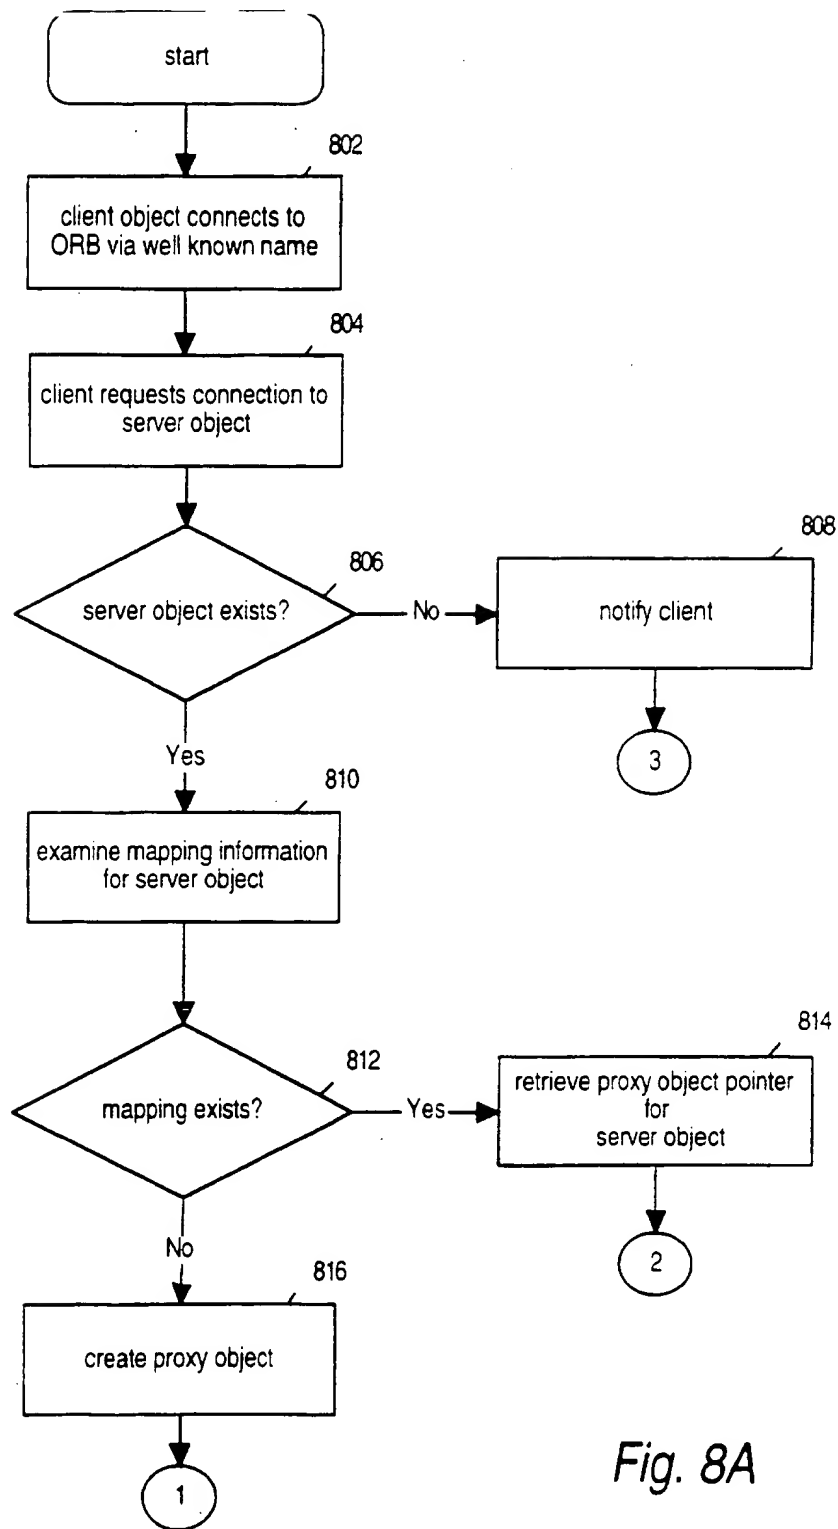 start
802
client object connects to
ORB via well known name
804
client requests connection to
server object
806
server object exists?
No
808
notify client
3
Yes
810
examine mapping information
for server object
812
mapping exists?
Yes
814
retrieve proxy object pointer
for
server object
2
No
816
create proxy object
1
Fig. 8A